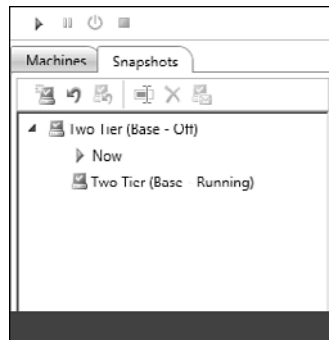 Machines Snapshots
Two Tier (Base - Off)
Now
Two Tier (Base - Running)